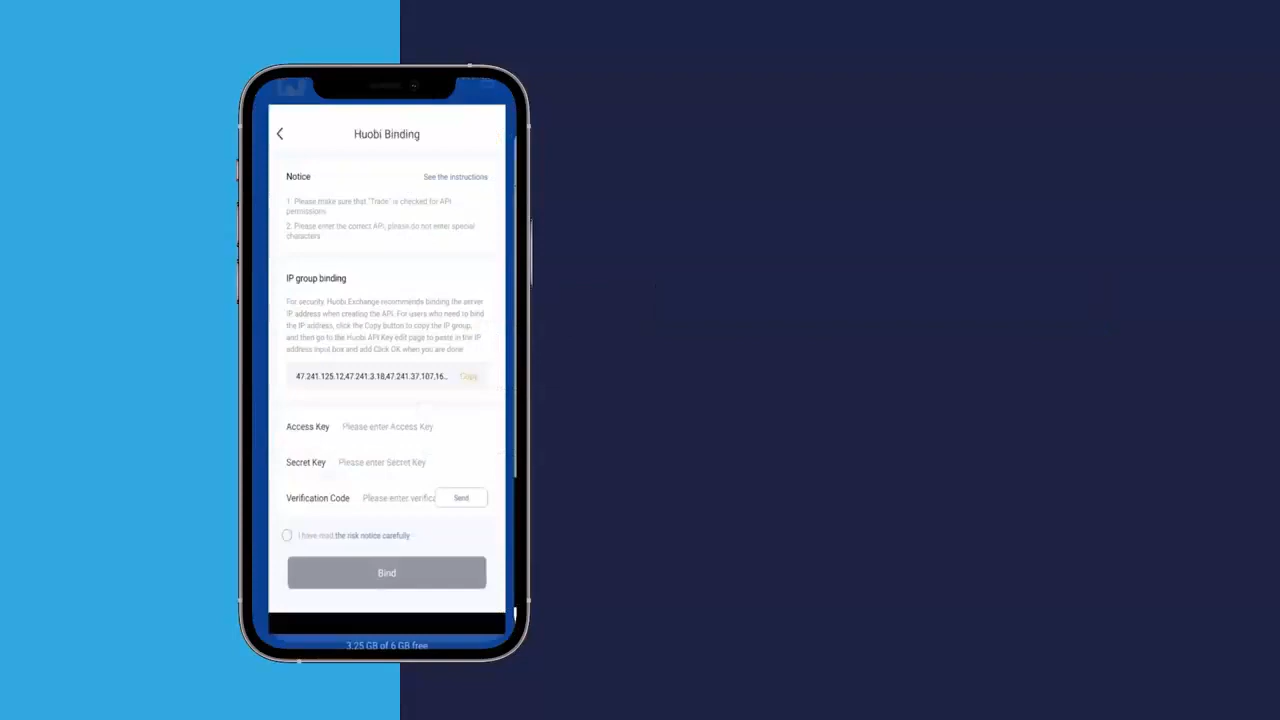 Huobi Binding
Notice See the instructions
1. Please make sure that "Trade" is checked for API
permissions
2. Please enter the correct API, please do not enter special
characters
IP group binding
For security, Huobi Exchange recommends binding the server
IP address when creating the API. For users who need to bind
the IP address, click the Copy button to copy the IP group,
and then go to the Huobi API Key edit page to paste in the IP
address input box and add Click OK when you are done
47.241.125.12,47.241.3.18,47.241.37.107,16.. Copy
Access Key Please enter Access Key
Secret Key Please enter Secret Key
Verification Code Please enter verifica Send
I have read the risk notice carefully
Bind
3.25 GB of 6 GB free